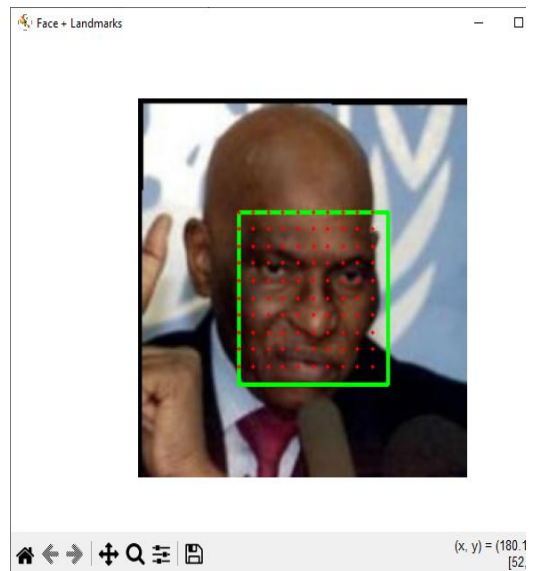 Face + Landmarks
(x, y) = (180.1
[52,